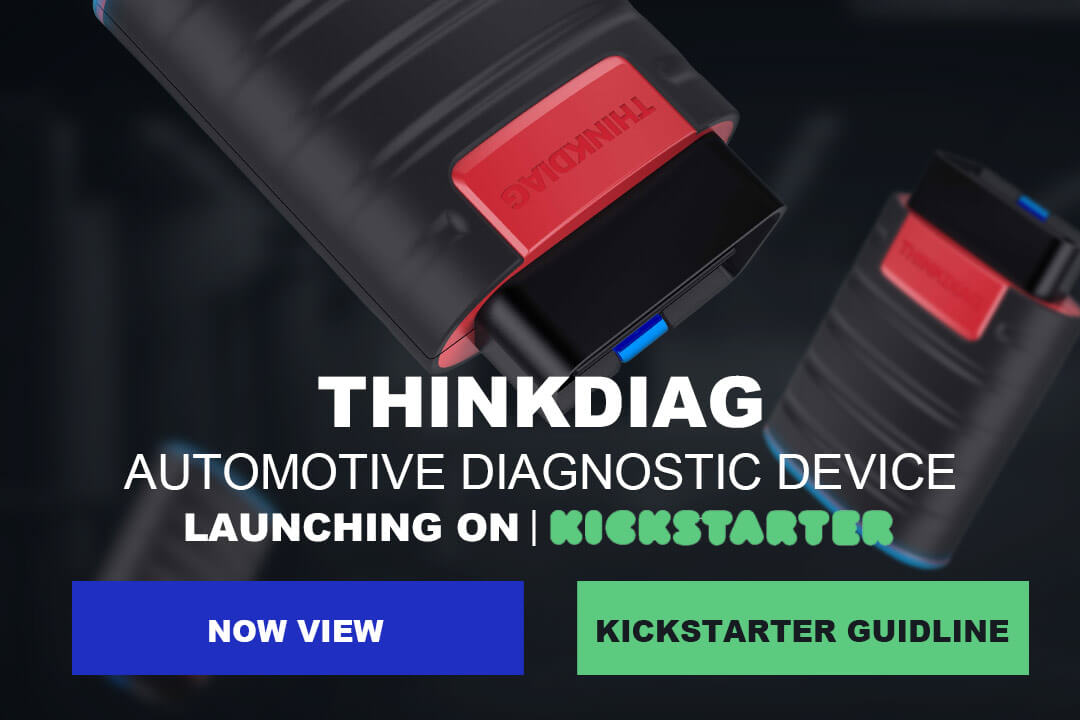 THINKDIAG
THINKDIAG
THINKDIAG
AUTOMOTIVE DIAGNOSTIC DEVICE
LAUNCHING ON | KICKSTARTER
NOW VIEW
KICKSTARTER GUIDLINE